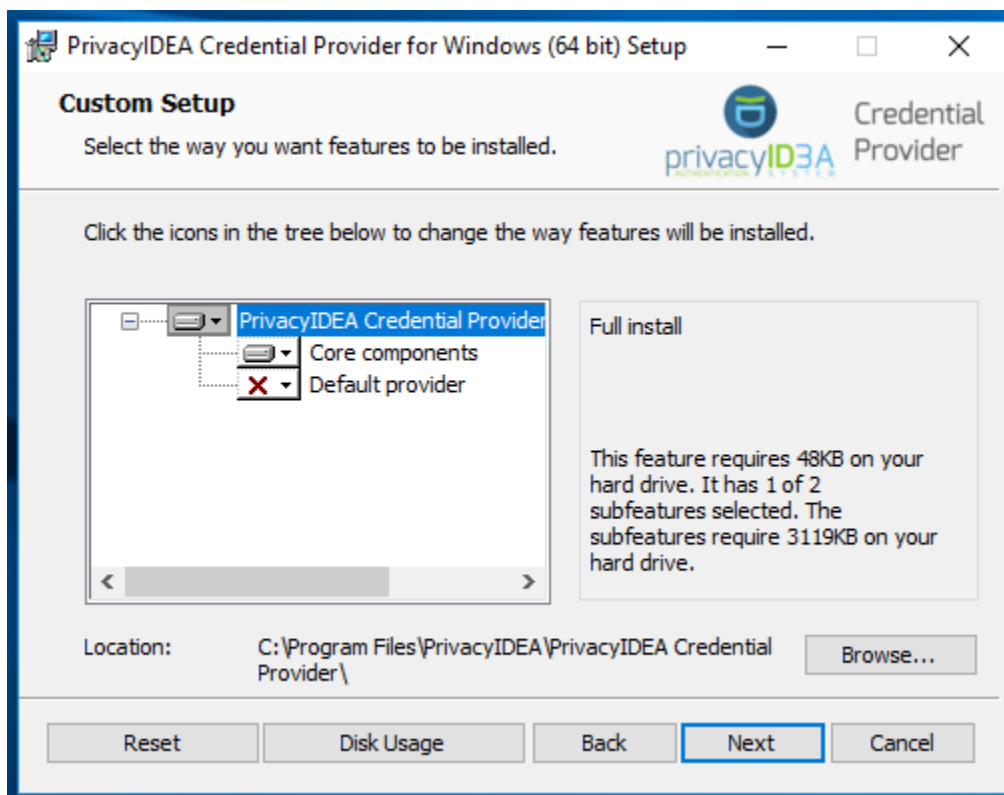 PrivacyIDEA Credential Provider for Windows (64 bit) Setup
Custom Setup
Select the way you want features to be installed.
privacyID3A
AUTHENTICATION SYSTEM
Credential
Provider
Click the icons in the tree below to change the way features will be installed.
PrivacyIDEA Credential Provider
Core components
Default provider
Full install
This feature requires 48KB on your
hard drive. It has 1 of 2
subfeatures selected. The
subfeatures require 3119KB on your
hard drive.
Location:
C:\Program Files\PrivacyIDEA\PrivacyIDEA Credential
Provider\
Browse...
Reset
Disk Usage
Back
Next
Cancel